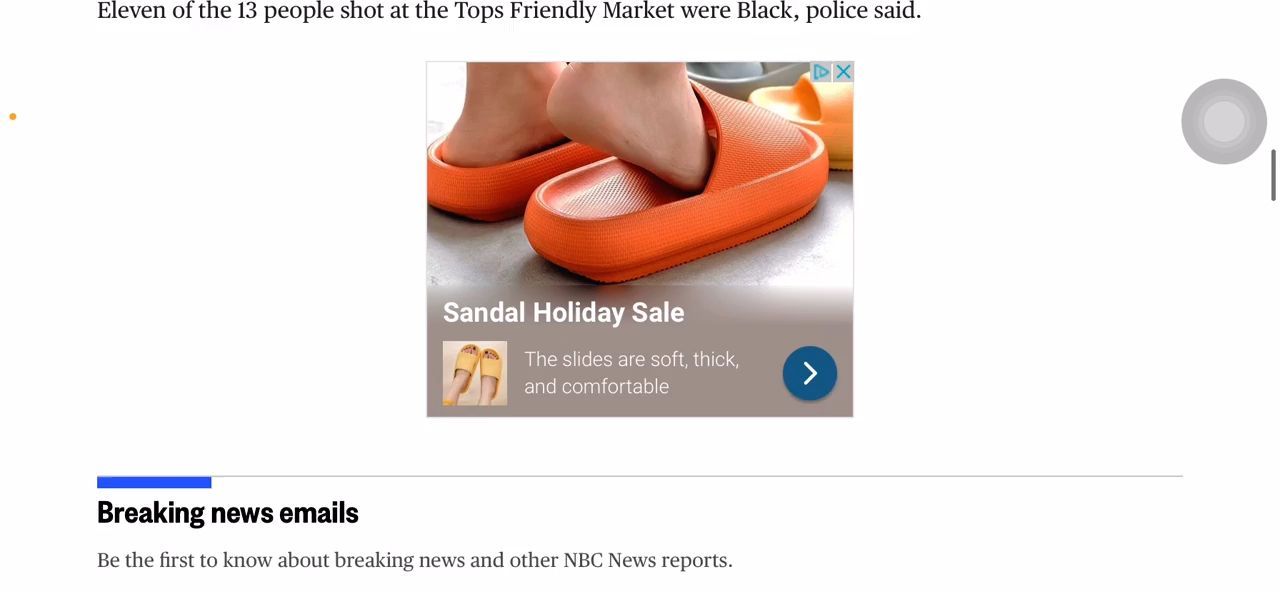 Eleven of the 13 people shot at the Tops Friendly Market were Black, police said.
Sandal Holiday Sale
The slides are soft, thick,
and comfortable
Breaking news emails
Be the first to know about breaking news and other NBC News reports.